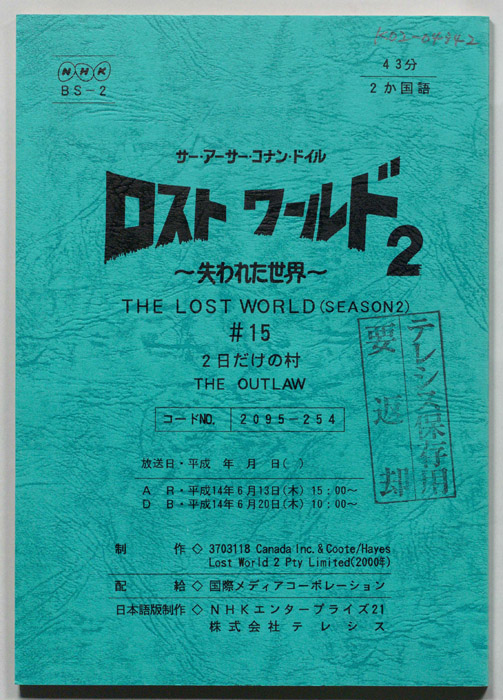 K02-04942
NHK
BS-2
43分
2か国語
サー・アーサー・コナン・ドイル
ロスト ワールド2
～失われた世界～
THE LOST WORLD(SEASON2)
#15
2日だけの村
THE OUTLAW
コードNO. 2095-254
テレシス保存用
要返却
放送日・平成 年 月 日( )
A R・平成14年6月13日(木) 15:00～
D B・平成14年6月20日(木) 10:00～
制作◇3703118 Canada Inc.&Coote/Hayes
Lost World 2 Pty Limited(2000年)
配給◇国際メディアコーポレーション
日本語版制作◇NHKエンタープライズ21
株式会社テレシス